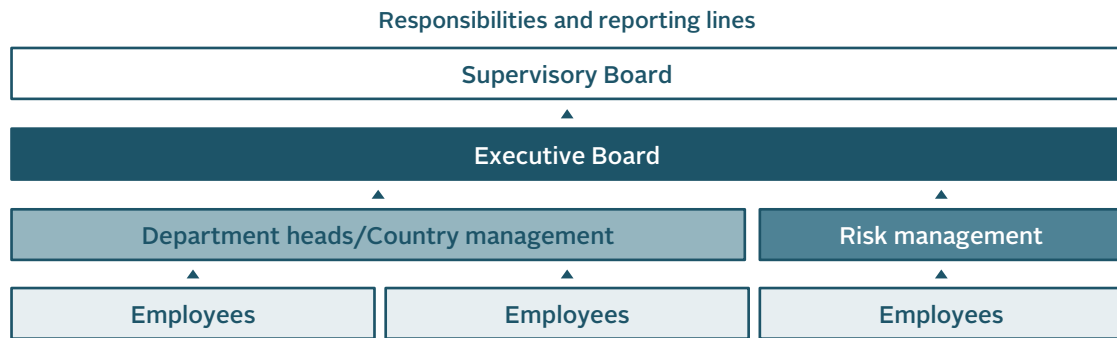 Responsibilities and reporting lines
Supervisory Board
Executive Board
Department heads/Country management
Risk management
Employees
Employees
Employees